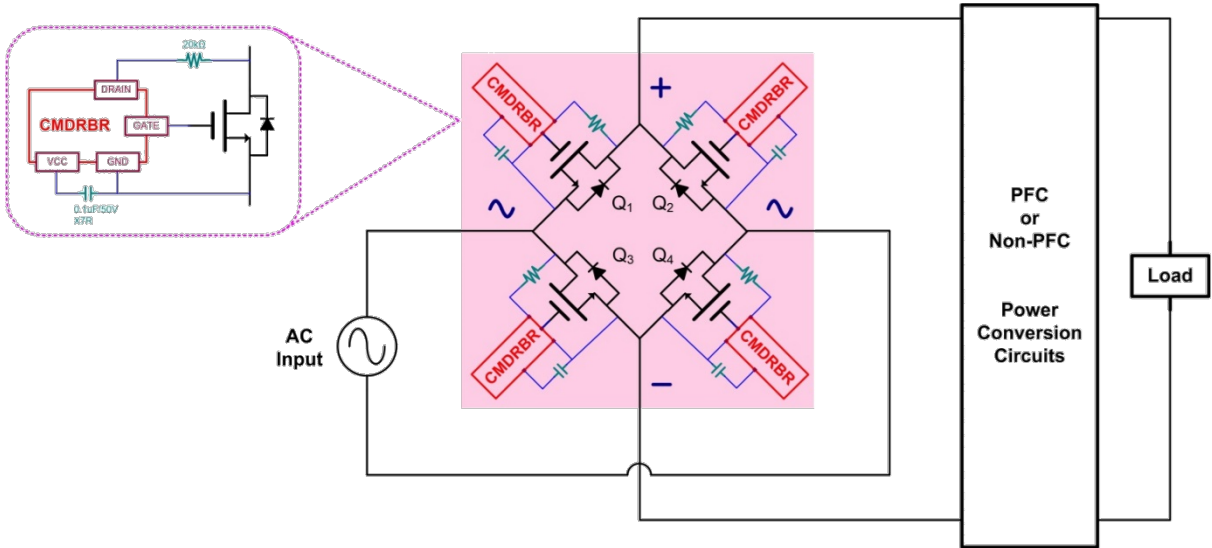 20kΩ
DRAIN
CMDRBR
GATE
VCC
GND
0.1uF/50V
X7R
CMDRBR
CMDRBR
+
Q1
Q2
Q3
Q4
CMDRBR
CMDRBR
−
AC
Input
PFC
or
Non-PFC
Power
Conversion
Circuits
Load